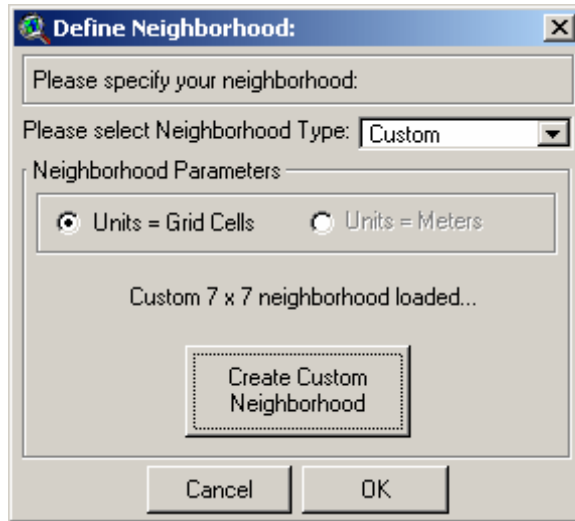 Define Neighborhood:
Please specify your neighborhood:
Please select Neighborhood Type: Custom
Neighborhood Parameters
Units = Grid Cells Units = Meters
Custom 7 x 7 neighborhood loaded...
Create Custom
Neighborhood
Cancel OK